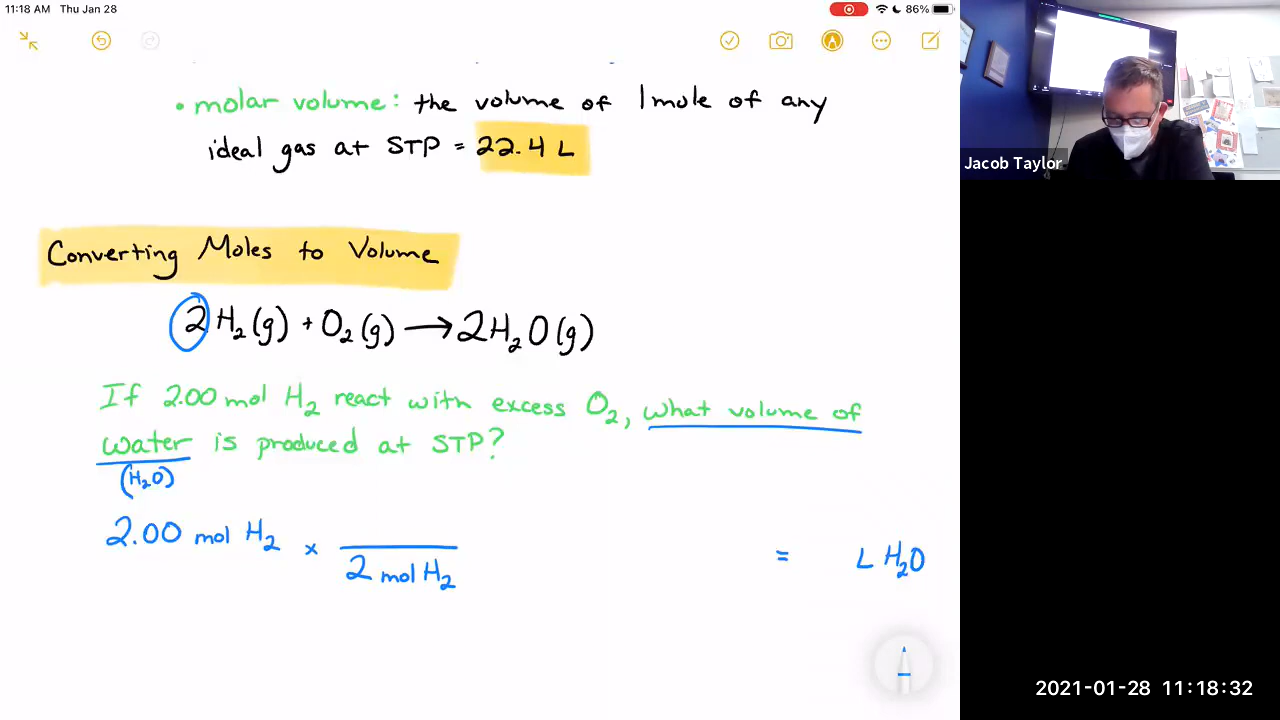 11:18 AM Thu Jan 28
86%
• molar volume: the volume of 1 mole of any
ideal gas at STP = 22.4 L
Converting Moles to Volume
2H₂(g) + O₂(g) → 2H₂O(g)
If 2.00 mol H₂ react with excess O₂, what volume of
water is produced at STP?
(H₂O)
2.00 mol H₂ × ____ = L H₂O
2 mol H₂
Jacob Taylor
2021-01-28 11:18:32